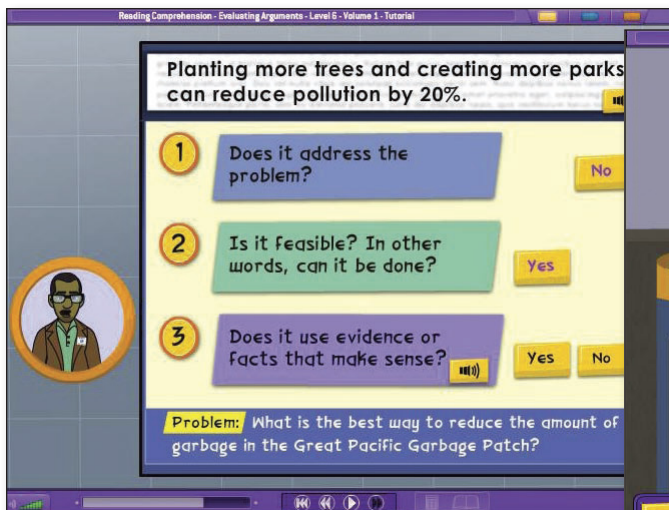 Reading Comprehension - Evaluating Arguments - Level 6 - Volume 1 - Tutorial
Planting more trees and creating more parks
can reduce pollution by 20%.
1
Does it address the
problem?
No
2
Is it feasible? In other
words, can it be done?
Yes
3
Does it use evidence or
facts that make sense?
Yes
No
Problem: What is the best way to reduce the amount of
garbage in the Great Pacific Garbage Patch?